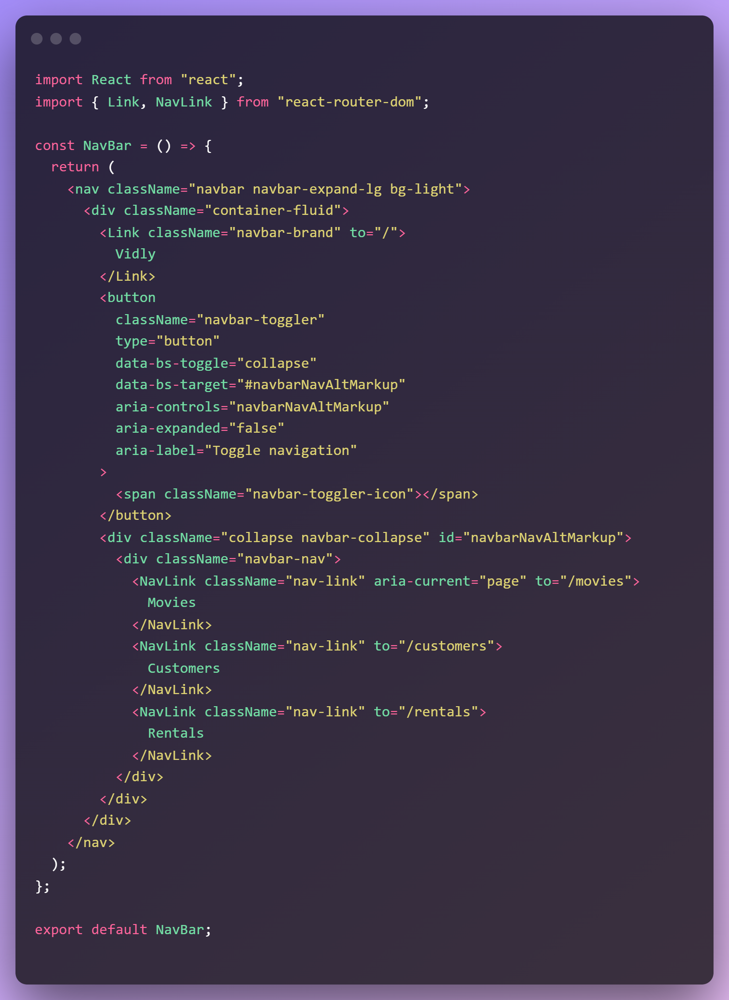 import React from "react";
import { Link, NavLink } from "react-router-dom";

const NavBar = () => {
  return (
    <nav className="navbar navbar-expand-lg bg-light">
      <div className="container-fluid">
        <Link className="navbar-brand" to="/">
          Vidly
        </Link>
        <button
          className="navbar-toggler"
          type="button"
          data-bs-toggle="collapse"
          data-bs-target="#navbarNavAltMarkup"
          aria-controls="navbarNavAltMarkup"
          aria-expanded="false"
          aria-label="Toggle navigation"
        >
          <span className="navbar-toggler-icon"></span>
        </button>
        <div className="collapse navbar-collapse" id="navbarNavAltMarkup">
          <div className="navbar-nav">
            <NavLink className="nav-link" aria-current="page" to="/movies">
              Movies
            </NavLink>
            <NavLink className="nav-link" to="/customers">
              Customers
            </NavLink>
            <NavLink className="nav-link" to="/rentals">
              Rentals
            </NavLink>
          </div>
        </div>
      </div>
    </nav>
  );
};

export default NavBar;